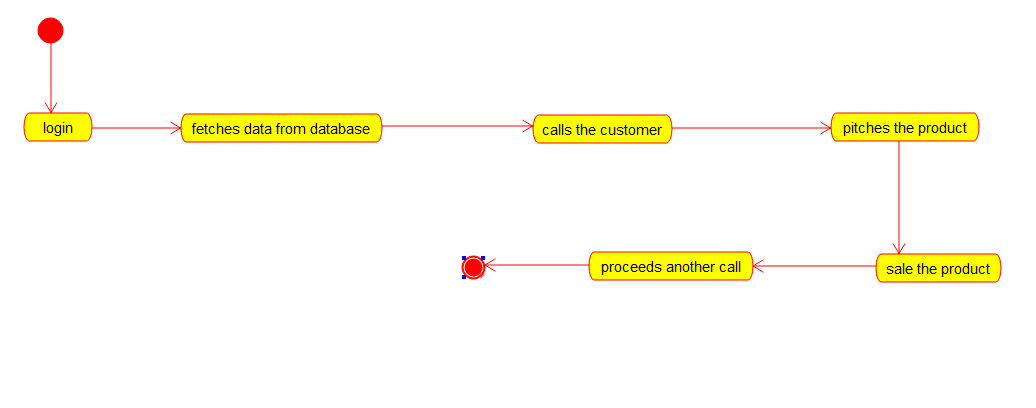 login
fetches data from database
calls the customer
pitches the product
proceeds another call
sale the product